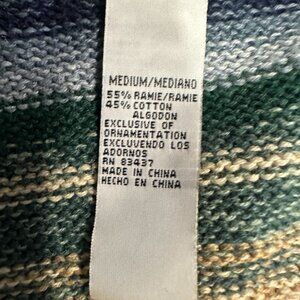 MEDIUM/MEDIANO
55% RAMIE/RAMIE
45% COTTON
ALGODON
EXCLUSIVE OF
ORNAMENTATION
EXCLUVENDO LOS
ADORNOS
RN 83437
MADE IN CHINA
HECHO EN CHINA